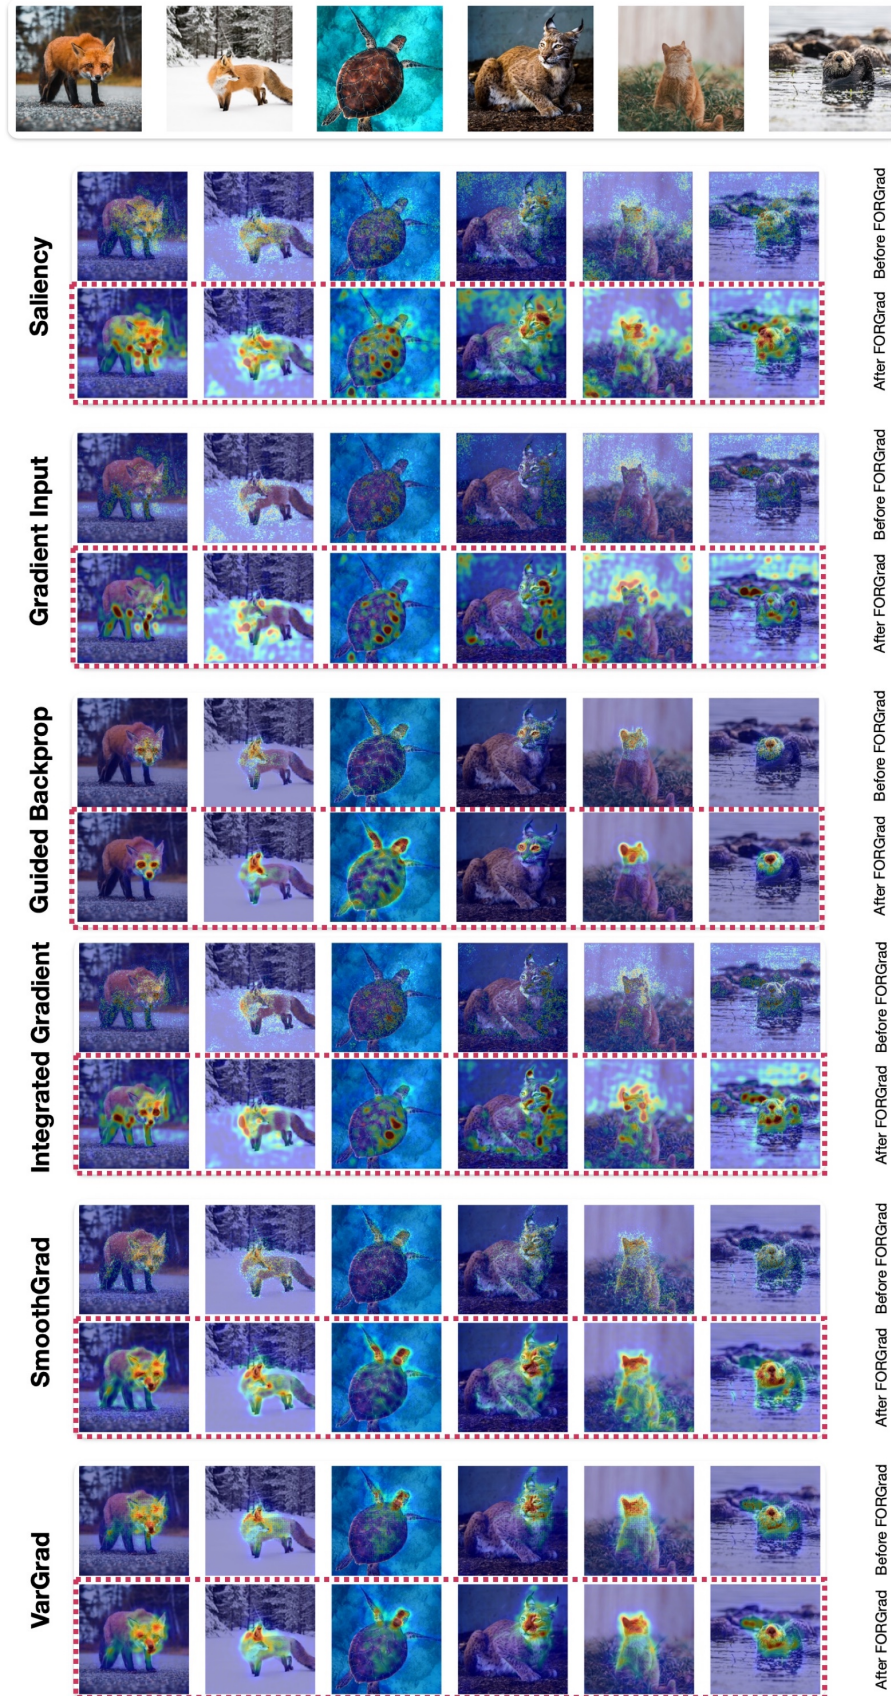 Saliency
Before FORGrad
After FORGrad
Gradient Input
Before FORGrad
After FORGrad
Guided Backprop
Before FORGrad
After FORGrad
Integrated Gradient
Before FORGrad
After FORGrad
SmoothGrad
Before FORGrad
After FORGrad
VarGrad
Before FORGrad
After FORGrad